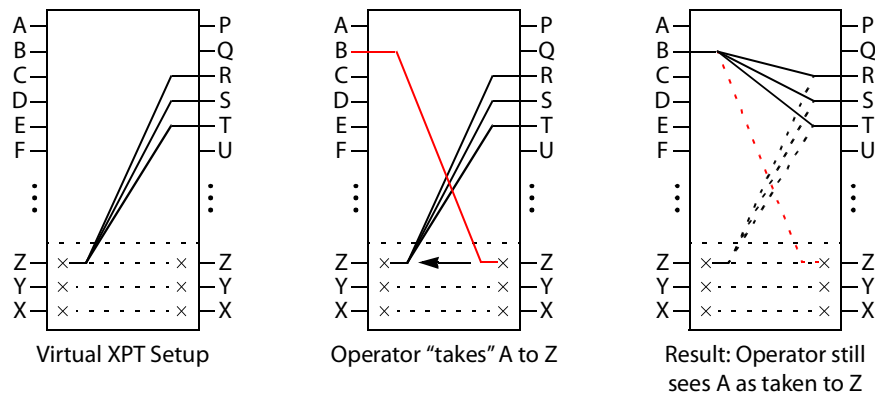 A
B
C
D
E
F
Z
Y
X
P
Q
R
S
T
U
Z
Y
X
Virtual XPT Setup
A
B
C
D
E
F
Z
Y
X
P
Q
R
S
T
U
Z
Y
X
Operator “takes” A to Z
A
B
C
D
E
F
Z
Y
X
P
Q
R
S
T
U
Z
Y
X
Result: Operator still
sees A as taken to Z